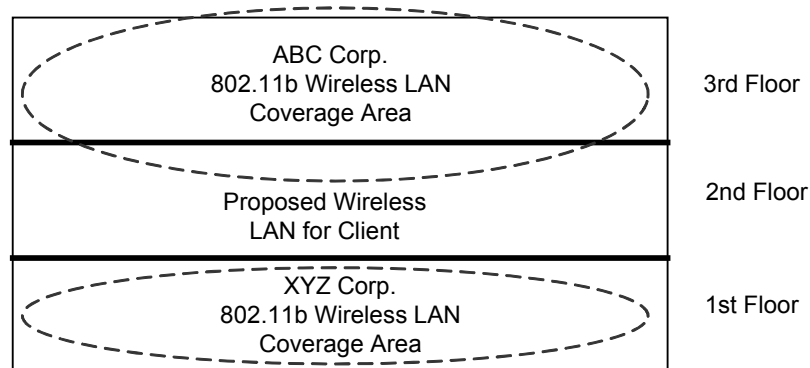 ABC Corp.
802.11b Wireless LAN
Coverage Area
3rd Floor
Proposed Wireless
LAN for Client
2nd Floor
XYZ Corp.
802.11b Wireless LAN
Coverage Area
1st Floor